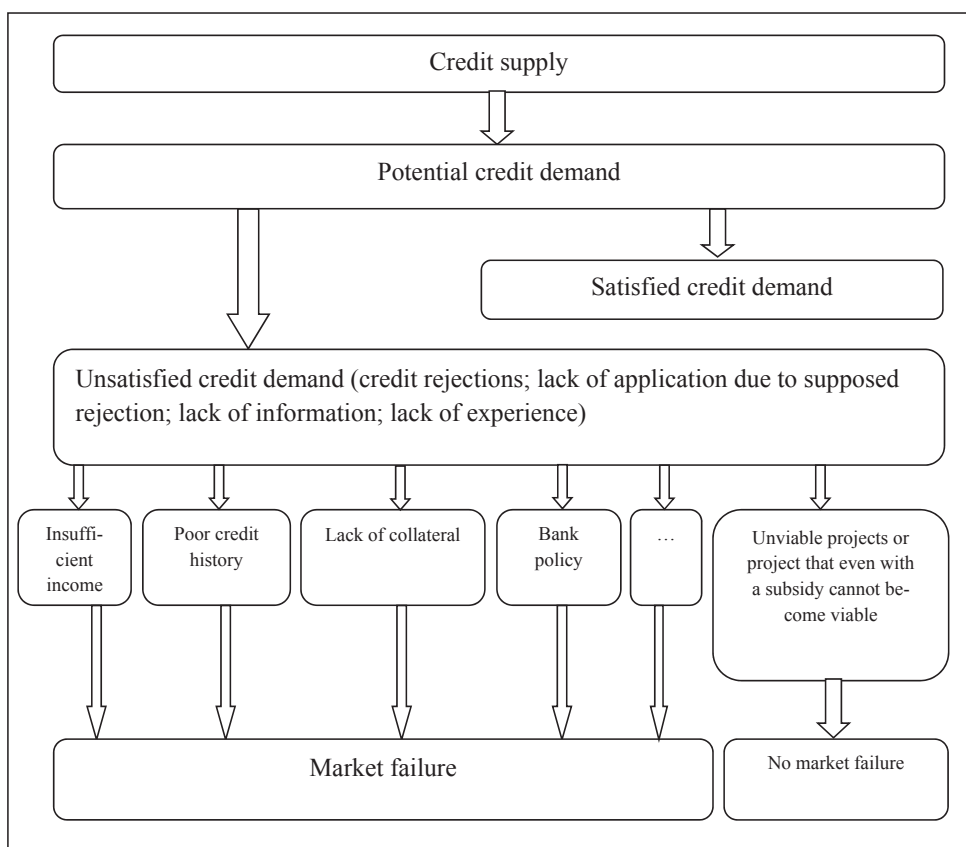 Credit supply
Potential credit demand
Satisfied credit demand
Unsatisfied credit demand (credit rejections; lack of application due to supposed
rejection; lack of information; lack of experience)
Insuffi-
cient
income
Poor credit
history
Lack of collateral
Bank
policy
…
Unviable projects or
project that even with
a subsidy cannot be-
come viable
Market failure
No market failure